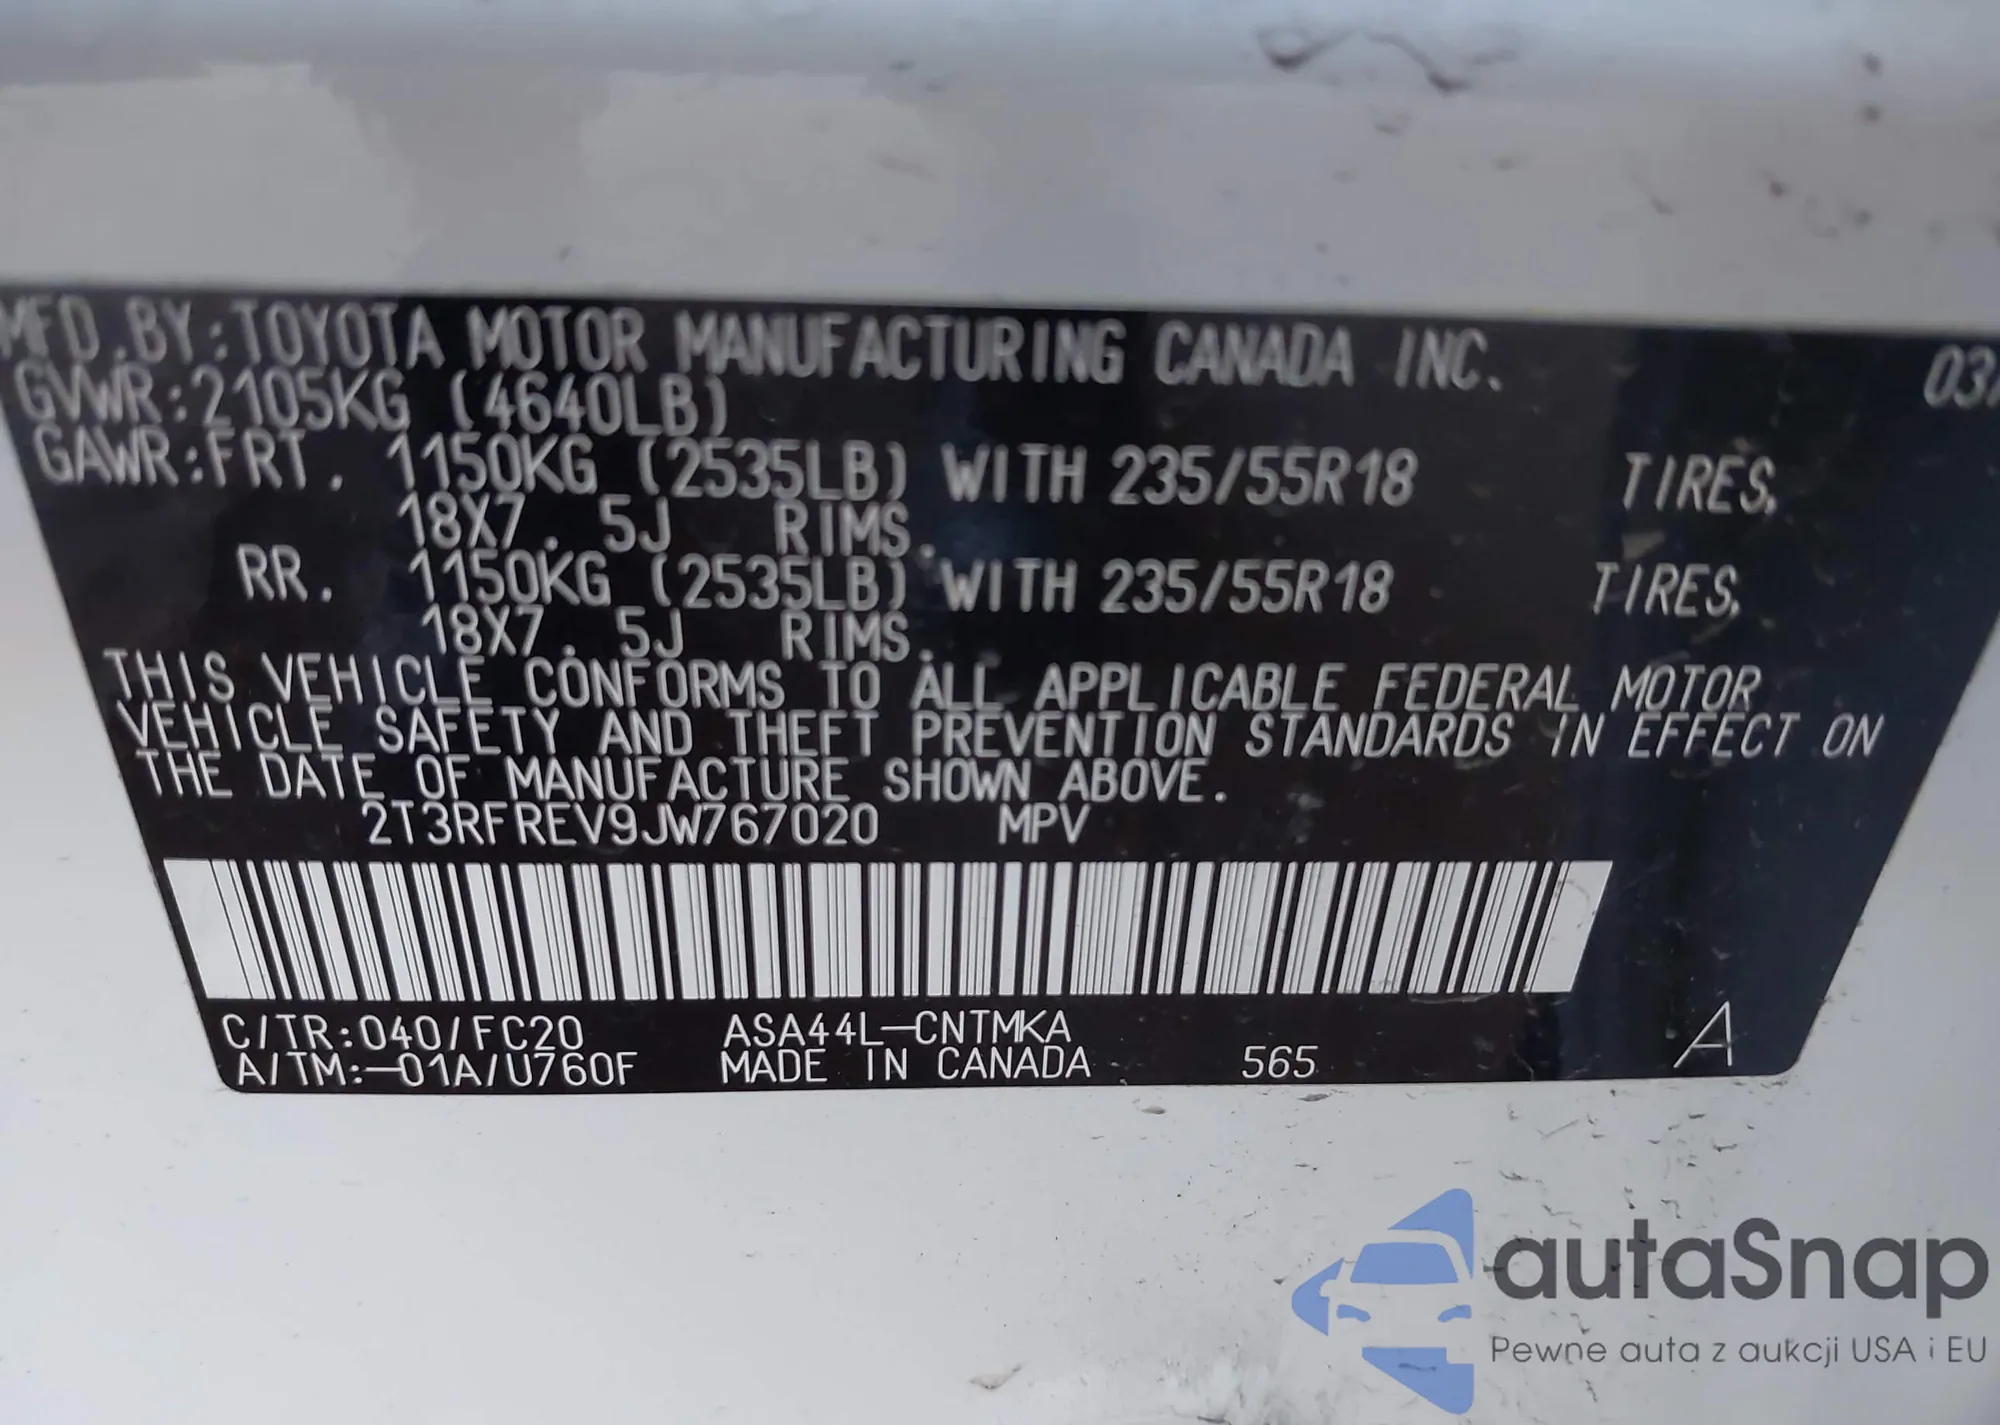 MFD.BY:TOYOTA MOTOR MANUFACTURING CANADA INC. 03/
GVWR:2105KG (4640LB)
GAWR:FRT. 1150KG (2535LB) WITH 235/55R18 TIRES,
18X7.5J RIMS.
RR. 1150KG (2535LB) WITH 235/55R18 TIRES,
18X7.5J RIMS.
THIS VEHICLE CONFORMS TO ALL APPLICABLE FEDERAL MOTOR
VEHICLE SAFETY AND THEFT PREVENTION STANDARDS IN EFFECT ON
THE DATE OF MANUFACTURE SHOWN ABOVE.
2T3RFREV9JW767020 MPV
C/TR:040/FC20 ASA44L-CNTMKA
A/TM:-01A/U760F MADE IN CANADA 565 A
autaSnap
Pewne auta z aukcji USA i EU